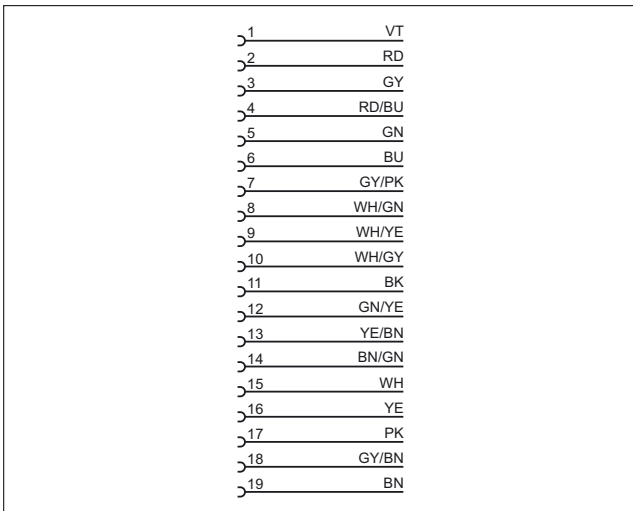 1 VT
2 RD
3 GY
4 RD/BU
5 GN
6 BU
7 GY/PK
8 WH/GN
9 WH/YE
10 WH/GY
11 BK
12 GN/YE
13 YE/BN
14 BN/GN
15 WH
16 YE
17 PK
18 GY/BN
19 BN